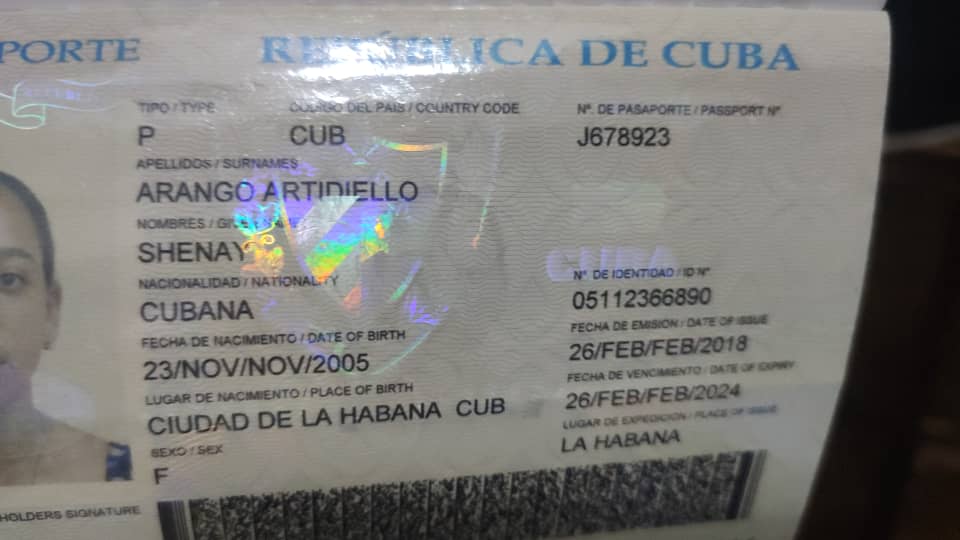 PORTE REPÚBLICA DE CUBA
TIPO / TYPE CODIGO DEL PAIS / COUNTRY CODE Nº. DE PASAPORTE / PASSPORT Nº
P CUB J678923
APELLIDOS / SURNAMES
ARANGO ARTIDIELLO
NOMBRES /
SHENAY
CUBA
NACIONALIDAD / NATIONALITY Nº DE IDENTIDAD / ID Nº
CUBANA 05112366890
FECHA DE NACIMIENTO / DATE OF BIRTH FECHA DE EMISION / DATE OF ISSUE
23/NOV/NOV/2005 26/FEB/FEB/2018
LUGAR DE NACIMIENTO / PLACE OF BIRTH FECHA DE VENCIMIENTO / DATE OF EXPIRY
CIUDAD DE LA HABANA CUB 26/FEB/FEB/2024
SEXO / SEX LUGAR DE EXPEDICION / PLACE OF ISSUE
F LA HABANA
HOLDERS SIGNATURE